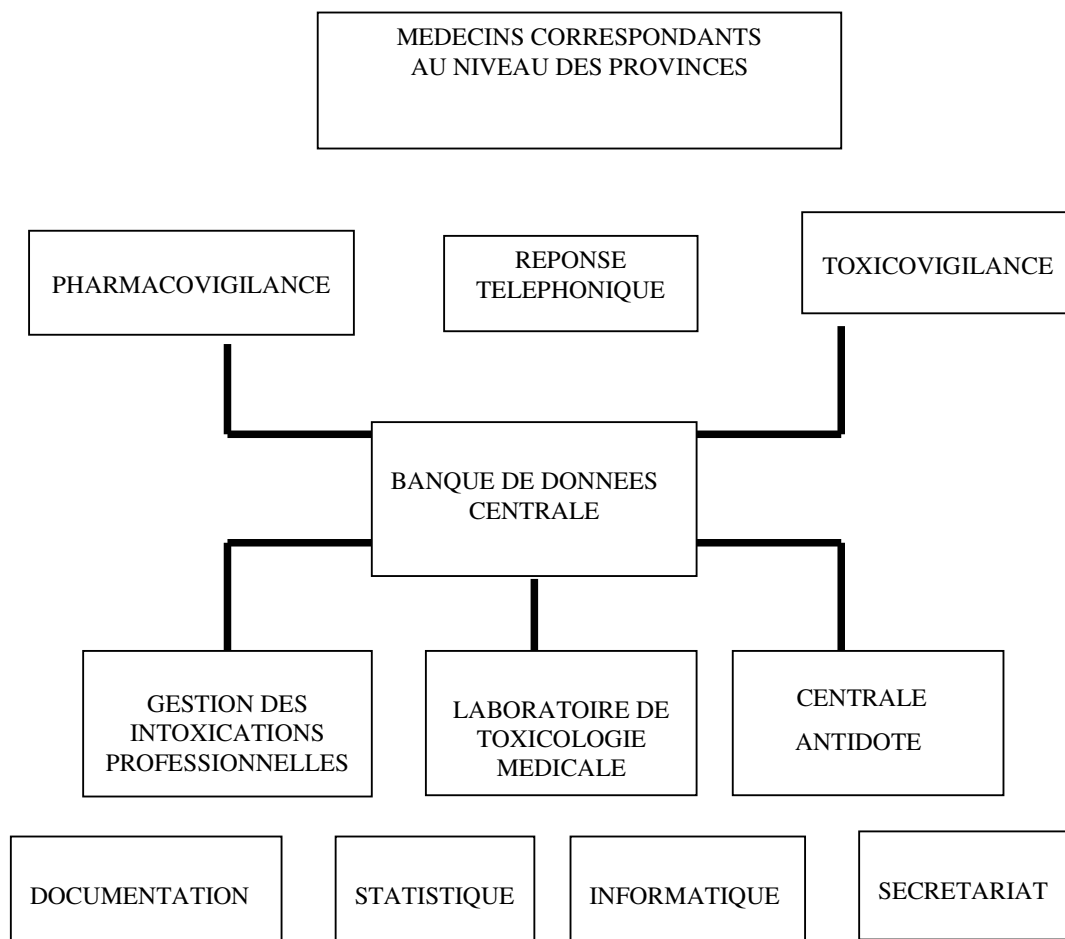 MEDECINS CORRESPONDANTS
AU NIVEAU DES PROVINCES
PHARMACOVIGILANCE
REPONSE
TELEPHONIQUE
TOXICOVIGILANCE
BANQUE DE DONNEES
CENTRALE
GESTION DES
INTOXICATIONS
PROFESSIONNELLES
LABORATOIRE DE
TOXICOLOGIE
MEDICALE
CENTRALE
ANTIDOTE
DOCUMENTATION
STATISTIQUE
INFORMATIQUE
SECRETARIAT